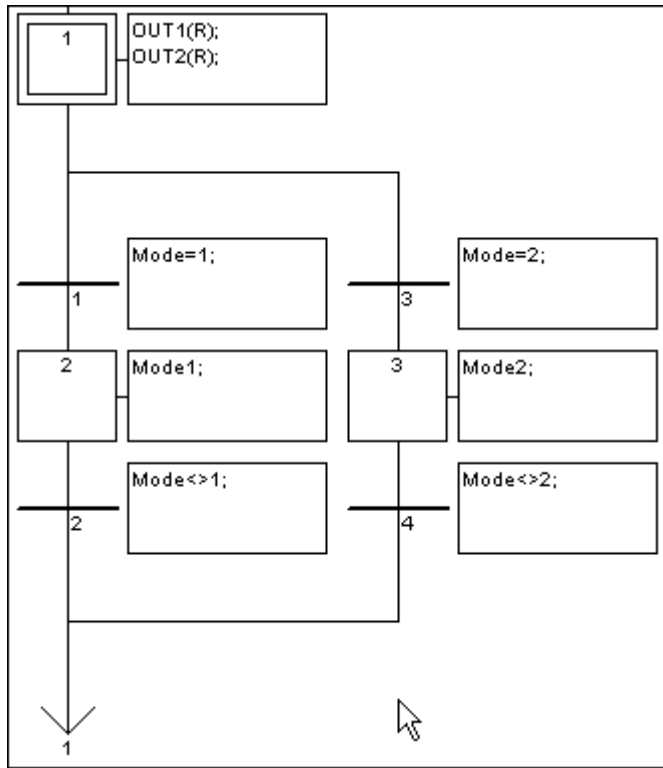 1
OUT1(R);
OUT2(R);
Mode=1;
Mode=2;
1
3
2
Mode1;
3
Mode2;
Mode<>1;
Mode<>2;
2
4
1